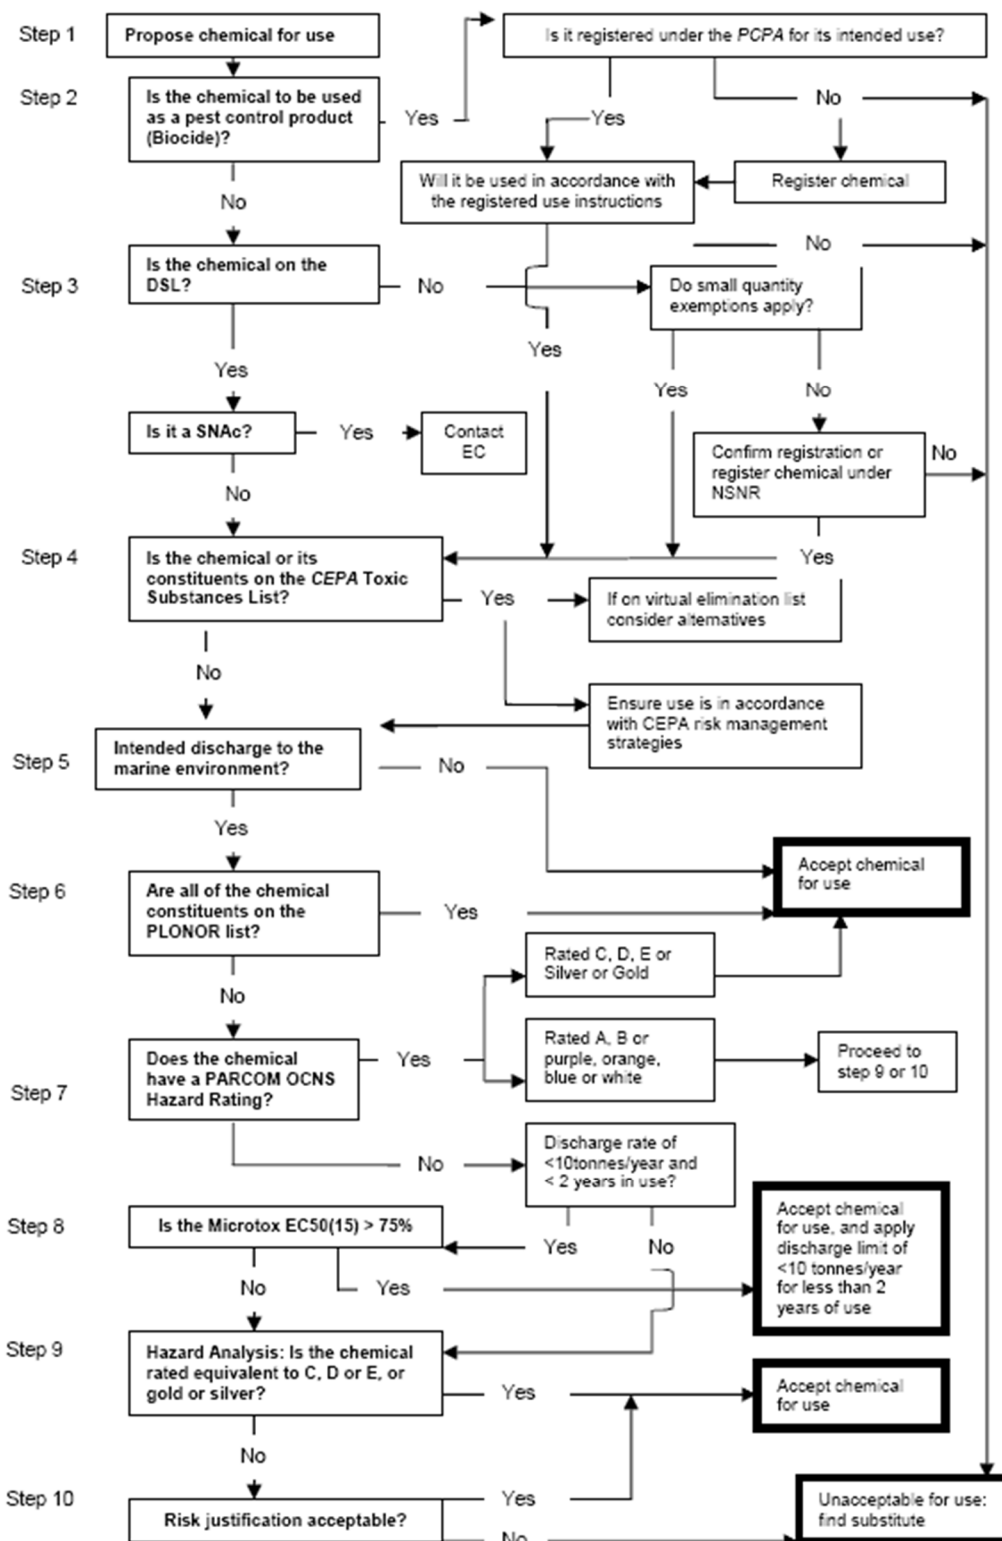 Step 1
Propose chemical for use
Is it registered under the PCPA for its intended use?
Step 2
Is the chemical to be used
as a pest control product
(Biocide)?
Yes
Yes
No
Will it be used in accordance with
the registered use instructions
Register chemical
No
No
Step 3
Is the chemical on the
DSL?
No
Do small quantity
exemptions apply?
Yes
Yes
Yes
No
Is it a SNAc?
Yes
Contact
EC
Confirm registration or
register chemical under
NSNR
No
No
Step 4
Is the chemical or its
constituents on the CEPA Toxic
Substances List?
Yes
Yes
If on virtual elimination list
consider alternatives
No
Ensure use is in accordance
with CEPA risk management
strategies
Step 5
Intended discharge to the
marine environment?
No
Yes
Accept chemical
for use
Step 6
Are all of the chemical
constituents on the
PLONOR list?
Yes
Rated C, D, E or
Silver or Gold
No
Step 7
Does the chemical
have a PARCOM OCNS
Hazard Rating?
Yes
Rated A, B or
purple, orange,
blue or white
Proceed to
step 9 or 10
No
Discharge rate of
<10tonnes/year and
< 2 years in use?
Step 8
Is the Microtox EC50(15) > 75%
Yes
No
Accept chemical
for use, and apply
discharge limit of
<10 tonnes/year
for less than 2
years of use
No
Yes
Step 9
Hazard Analysis: Is the chemical
rated equivalent to C, D or E, or
gold or silver?
Yes
Accept chemical
for use
No
Step 10
Risk justification acceptable?
Yes
No
Unacceptable for use:
find substitute